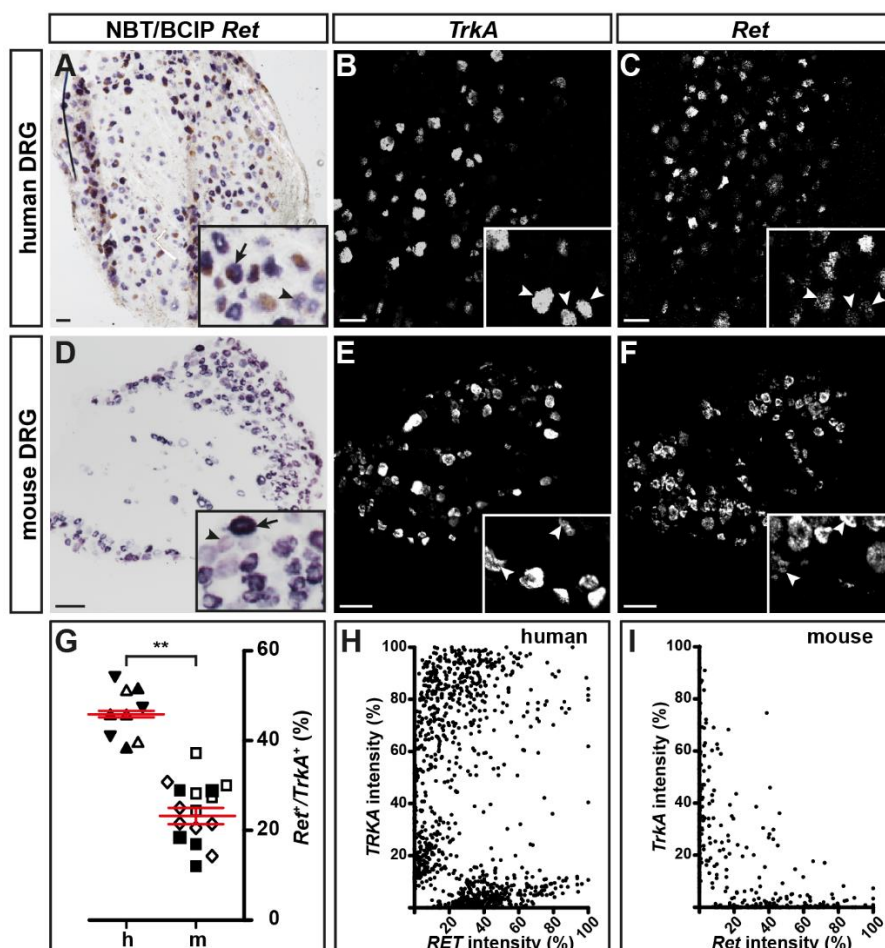 NBT/BCIP Ret
TrkA
Ret
human DRG
A
B
C
mouse DRG
D
E
F
G
**
60
40
20
0
Ret+/TrkA+ (%)
h
m
H
human
100
80
60
40
20
TRKA intensity (%)
20
40
60
80
100
RET intensity (%)
I
mouse
100
80
60
40
20
TrkA intensity (%)
20
40
60
80
100
Ret intensity (%)